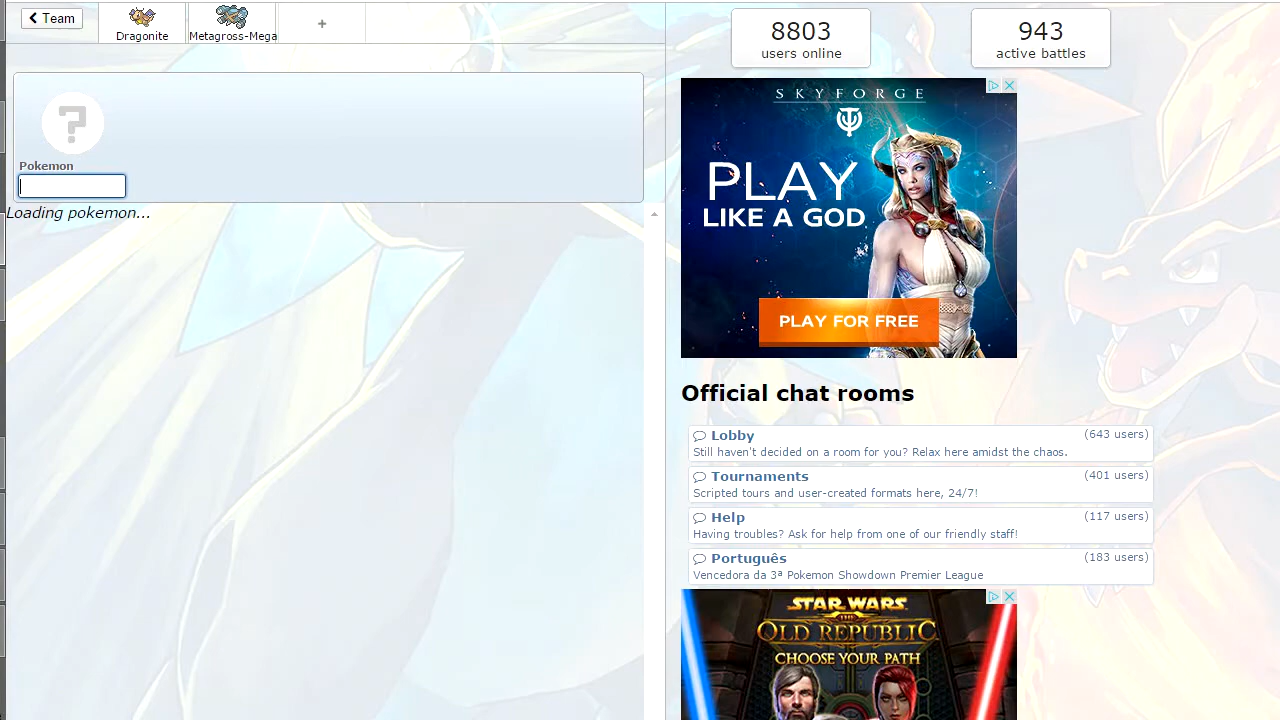 Team
Dragonite
Metagross-Mega
+
?
Pokemon
Loading pokemon...
8803
users online
943
active battles
SKYFORGE
PLAY
LIKE A GOD
PLAY FOR FREE
Official chat rooms
Lobby (643 users)
Still haven't decided on a room for you? Relax here amidst the chaos.
Tournaments (401 users)
Scripted tours and user-created formats here, 24/7!
Help (117 users)
Having troubles? Ask for help from one of our friendly staff!
Português (183 users)
Vencedora da 3ª Pokemon Showdown Premier League
STAR WARS
THE
OLD REPUBLIC
CHOOSE YOUR PATH